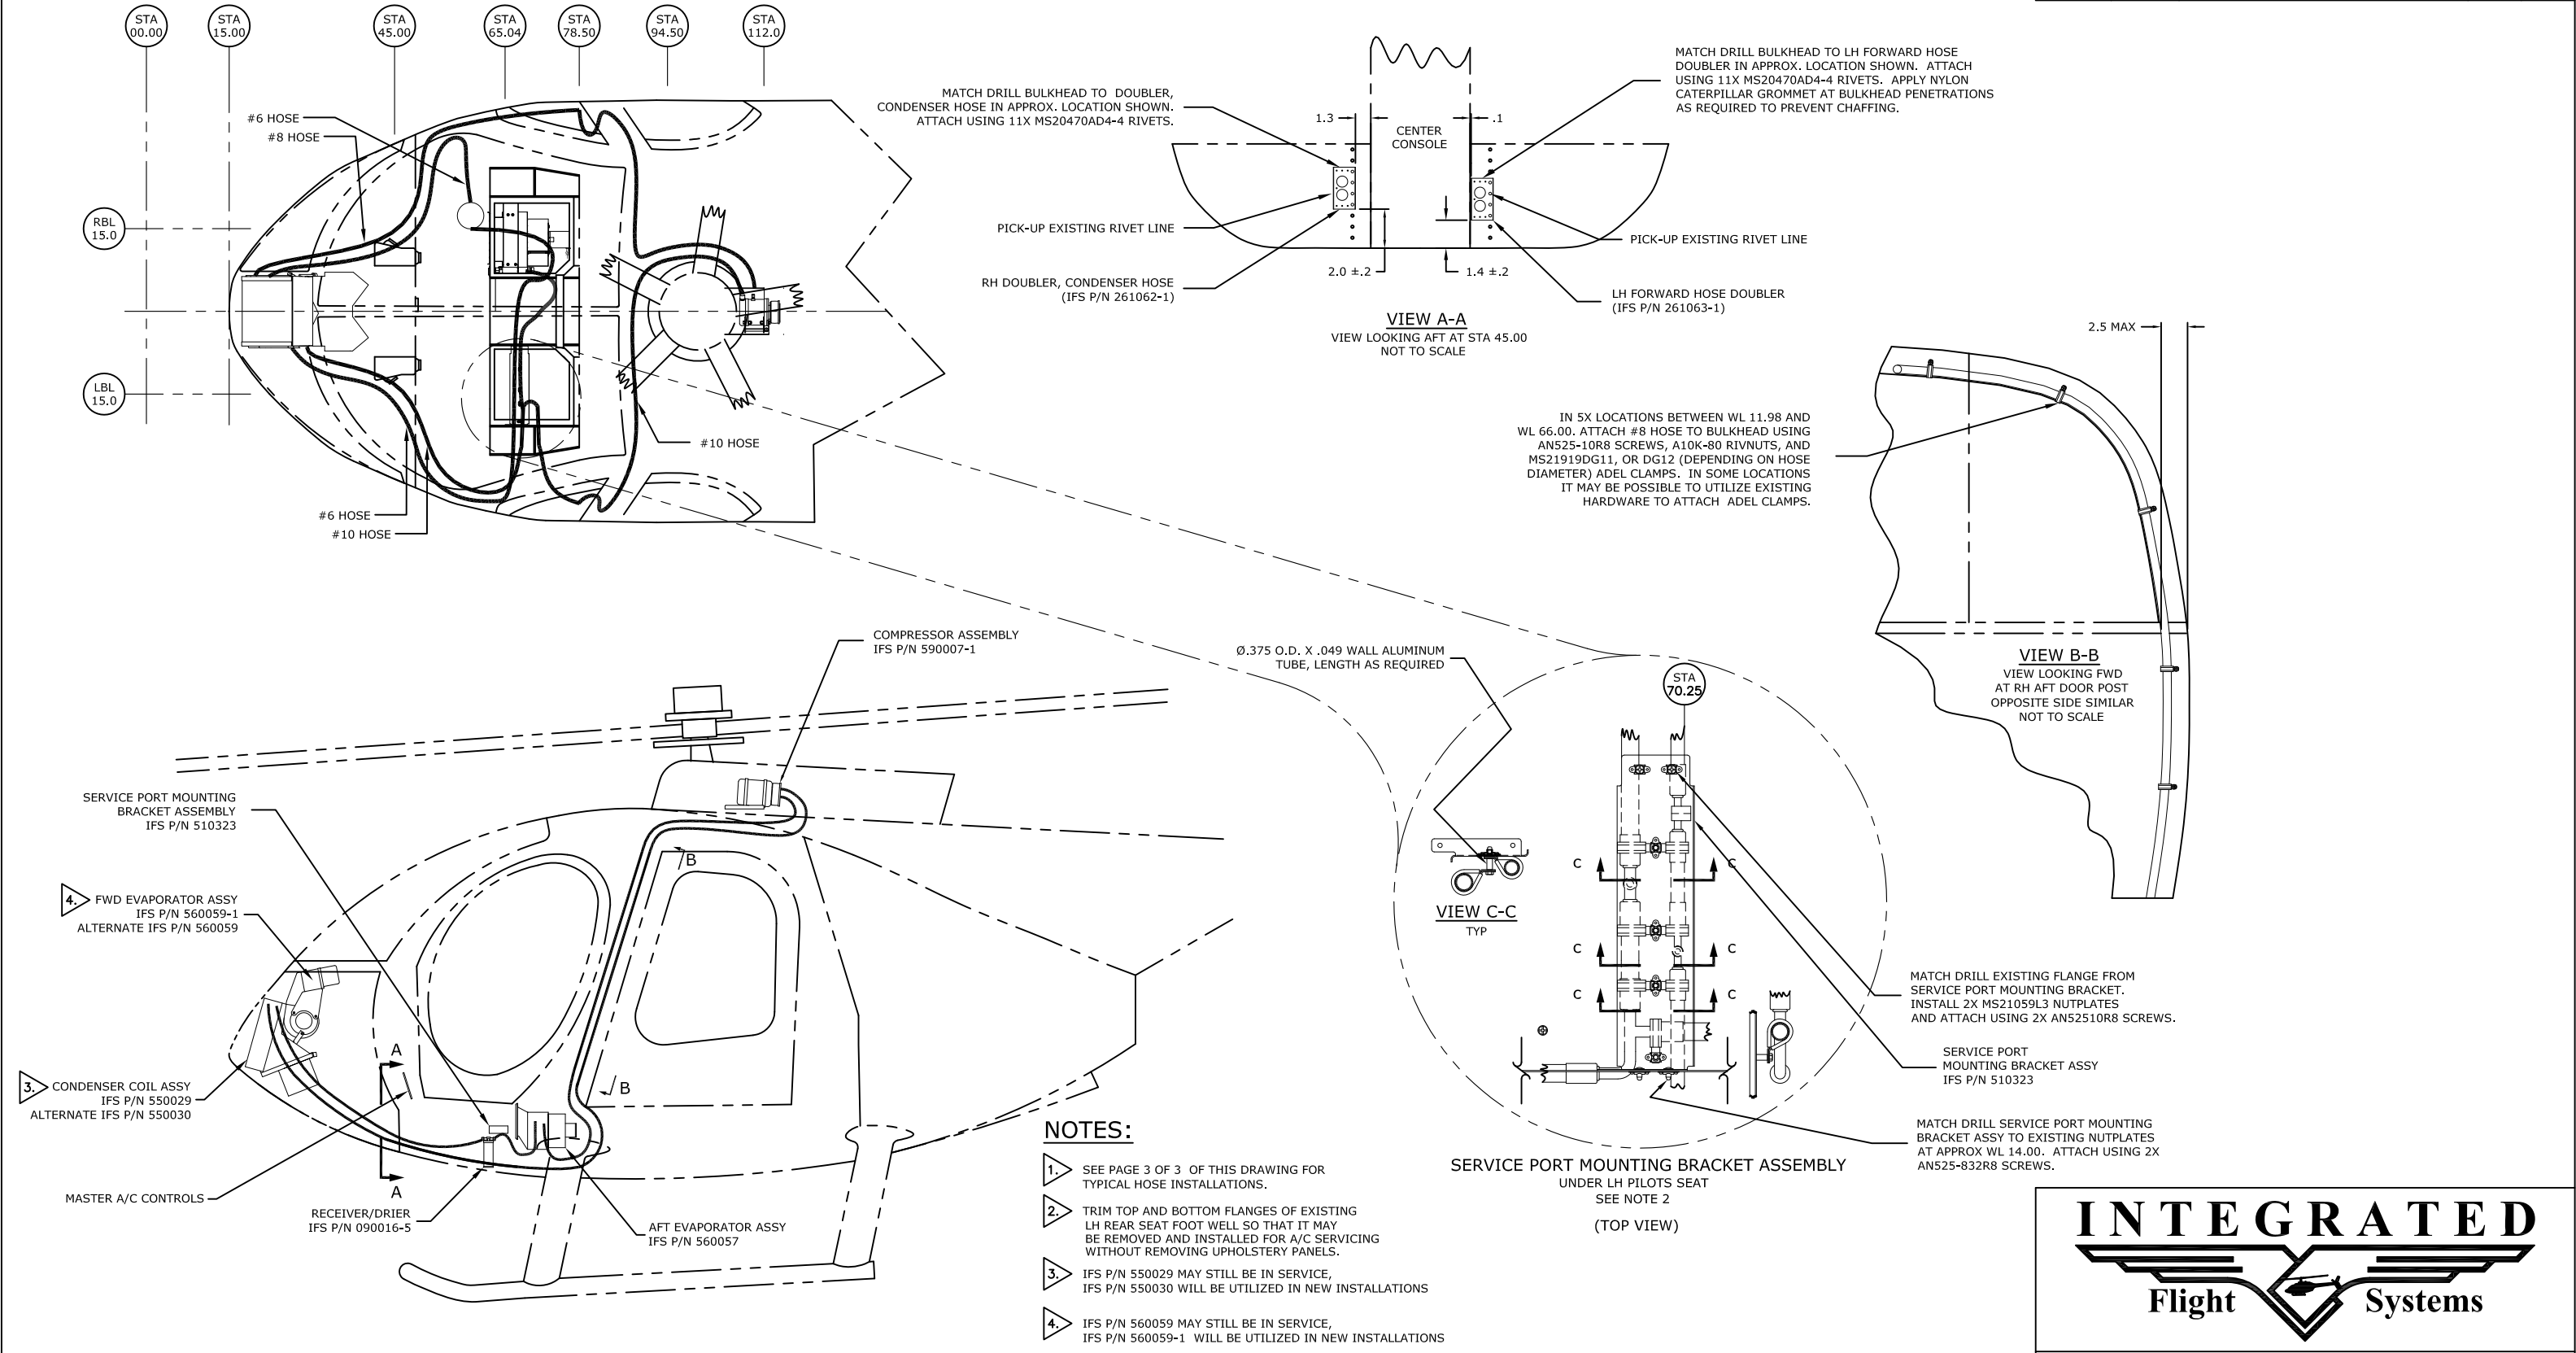 STA
00.00
STA
15.00
STA
45.00
STA
65.04
STA
78.50
STA
94.50
STA
112.0
#6 HOSE
#8 HOSE
RBL
15.0
LBL
15.0
#6 HOSE
#10 HOSE
#10 HOSE
MATCH DRILL BULKHEAD TO DOUBLER,
CONDENSER HOSE IN APPROX. LOCATION SHOWN.
ATTACH USING 11X MS20470AD4-4 RIVETS.
MATCH DRILL BULKHEAD TO LH FORWARD HOSE
DOUBLER IN APPROX. LOCATION SHOWN. ATTACH
USING 11X MS20470AD4-4 RIVETS. APPLY NYLON
CATERPILLAR GROMMET AT BULKHEAD PENETRATIONS
AS REQUIRED TO PREVENT CHAFFING.
1.3
CENTER
CONSOLE
.1
PICK-UP EXISTING RIVET LINE
PICK-UP EXISTING RIVET LINE
2.0 ±.2
1.4 ±.2
RH DOUBLER, CONDENSER HOSE
(IFS P/N 261062-1)
LH FORWARD HOSE DOUBLER
(IFS P/N 261063-1)
VIEW A-A
VIEW LOOKING AFT AT STA 45.00
NOT TO SCALE
2.5 MAX
IN 5X LOCATIONS BETWEEN WL 11.98 AND
WL 66.00. ATTACH #8 HOSE TO BULKHEAD USING
AN525-10R8 SCREWS, A10K-80 RIVNUTS, AND
MS21919DG11, OR DG12 (DEPENDING ON HOSE
DIAMETER) ADEL CLAMPS. IN SOME LOCATIONS
IT MAY BE POSSIBLE TO UTILIZE EXISTING
HARDWARE TO ATTACH ADEL CLAMPS.
VIEW B-B
VIEW LOOKING FWD
AT RH AFT DOOR POST
OPPOSITE SIDE SIMILAR
NOT TO SCALE
COMPRESSOR ASSEMBLY
IFS P/N 590007-1
SERVICE PORT MOUNTING
BRACKET ASSEMBLY
IFS P/N 510323
4.
FWD EVAPORATOR ASSY
IFS P/N 560059-1
ALTERNATE IFS P/N 560059
3.
CONDENSER COIL ASSY
IFS P/N 550029
ALTERNATE IFS P/N 550030
MASTER A/C CONTROLS
RECEIVER/DRIER
IFS P/N 090016-5
AFT EVAPORATOR ASSY
IFS P/N 560057
A
A
B
B
Ø.375 O.D. X .049 WALL ALUMINUM
TUBE, LENGTH AS REQUIRED
STA
70.25
C
C
C
C
C
C
VIEW C-C
TYP
MATCH DRILL EXISTING FLANGE FROM
SERVICE PORT MOUNTING BRACKET.
INSTALL 2X MS21059L3 NUTPLATES
AND ATTACH USING 2X AN52510R8 SCREWS.
SERVICE PORT
MOUNTING BRACKET ASSY
IFS P/N 510323
MATCH DRILL SERVICE PORT MOUNTING
BRACKET ASSY TO EXISTING NUTPLATES
AT APPROX WL 14.00. ATTACH USING 2X
AN525-832R8 SCREWS.
SERVICE PORT MOUNTING BRACKET ASSEMBLY
UNDER LH PILOTS SEAT
SEE NOTE 2
(TOP VIEW)
NOTES:
1.
SEE PAGE 3 OF 3 OF THIS DRAWING FOR
TYPICAL HOSE INSTALLATIONS.
2.
TRIM TOP AND BOTTOM FLANGES OF EXISTING
LH REAR SEAT FOOT WELL SO THAT IT MAY
BE REMOVED AND INSTALLED FOR A/C SERVICING
WITHOUT REMOVING UPHOLSTERY PANELS.
3.
IFS P/N 550029 MAY STILL BE IN SERVICE,
IFS P/N 550030 WILL BE UTILIZED IN NEW INSTALLATIONS
4.
IFS P/N 560059 MAY STILL BE IN SERVICE,
IFS P/N 560059-1 WILL BE UTILIZED IN NEW INSTALLATIONS
INTEGRATED
Flight Systems